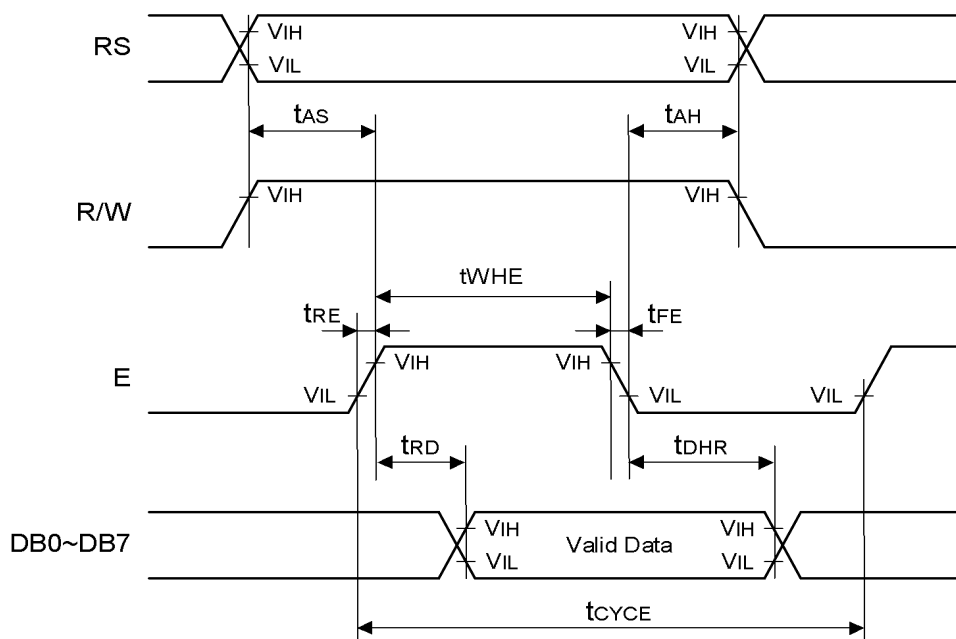 RS
VIH
VIL
VIH
VIL
tAS
tAH
R/W
VIH
VIH
tWHE
tRE
tFE
E
VIH
VIH
VIL
VIL
VIL
tRD
tDHR
DB0~DB7
VIH
VIL
Valid Data
VIH
VIL
tCYCE